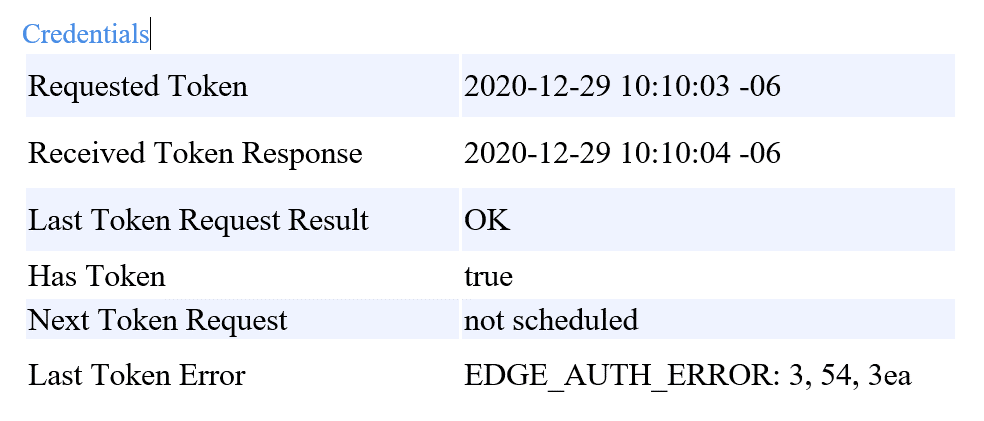 Credentials
Requested Token 2020-12-29 10:10:03 -06
Received Token Response 2020-12-29 10:10:04 -06
Last Token Request Result OK
Has Token true
Next Token Request not scheduled
Last Token Error EDGE_AUTH_ERROR: 3, 54, 3ea